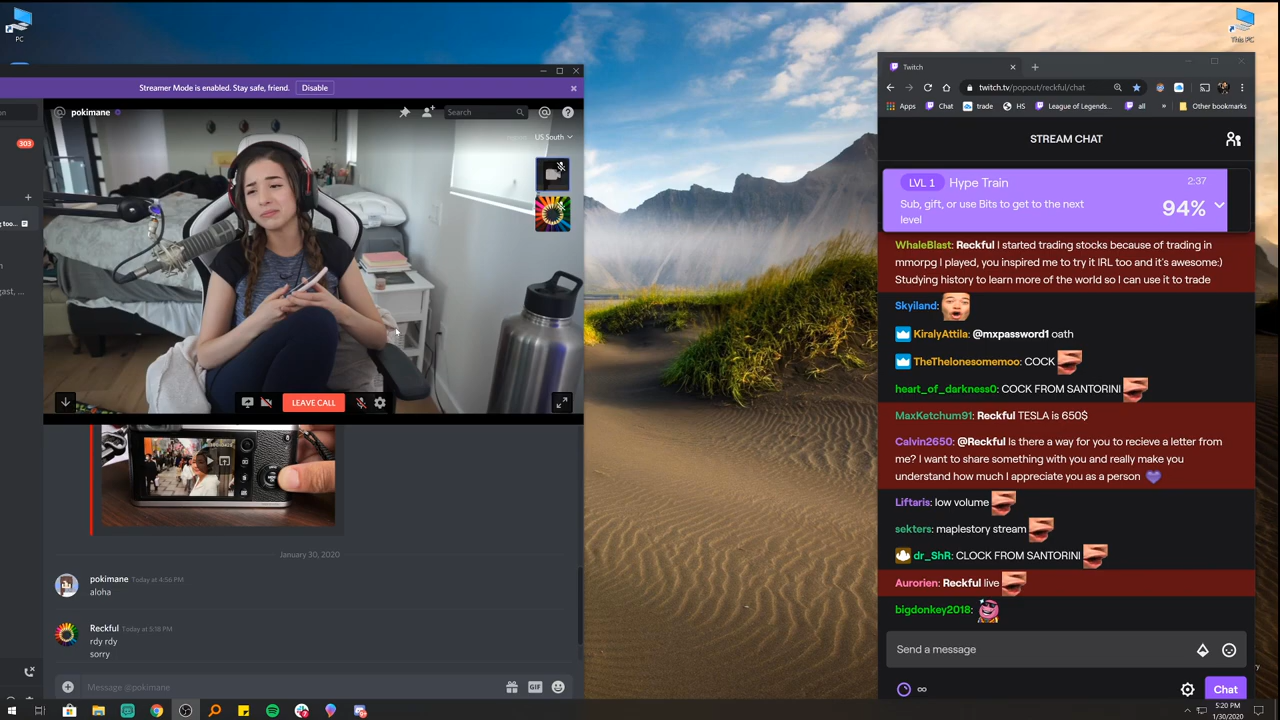 PC
This PC
Streamer Mode is enabled. Stay safe, friend.
Disable
@ pokimane
Search
US South
303
LEAVE CALL
January 30, 2020
pokimane Today at 4:56 PM
aloha
Reckful Today at 5:18 PM
rdy rdy
sorry
Message @pokimane
GIF
Twitch
twitch.tv/popout/reckful/chat
Apps
Chat
trade
HS
League of Legends...
all
»
Other bookmarks
STREAM CHAT
LVL 1 Hype Train
2:37
Sub, gift, or use Bits to get to the next
level
94%
WhaleBlast: Reckful I started trading stocks because of trading in
mmorpg I played, you inspired me to try it IRL too and it's awesome:)
Studying history to learn more of the world so I can use it to trade
Skyiland:
KiralyAttila: @mxpassword1 oath
TheThelonesomemoo: COCK
heart_of_darkness0: COCK FROM SANTORINI
MaxKetchum91: Reckful TESLA is 650$
Calvin2650: @Reckful Is there a way for you to recieve a letter from
me? I want to share something with you and really make you
understand how much I appreciate you as a person
Liftaris: low volume
sekters: maplestory stream
dr_ShR: CLOCK FROM SANTORINI
Aurorien: Reckful live
bigdonkey2018:
Send a message
Chat
5:20 PM
1/30/2020